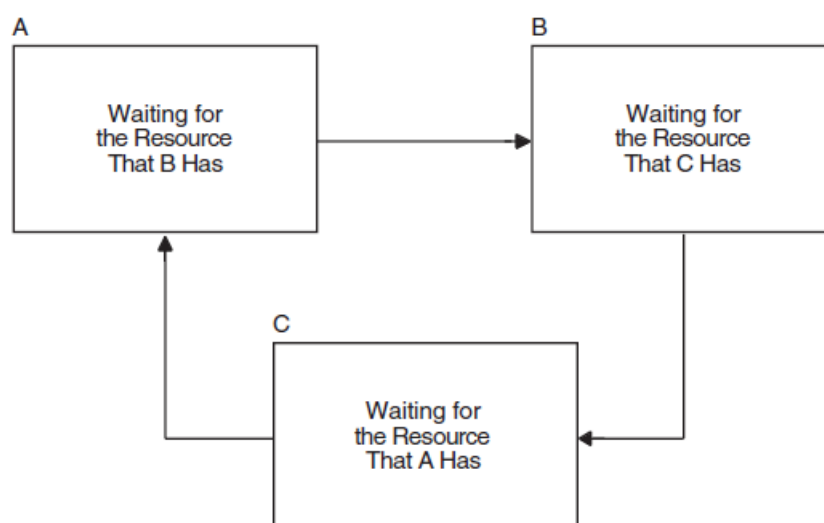 A
Waiting for
the Resource
That B Has
B
Waiting for
the Resource
That C Has
C
Waiting for
the Resource
That A Has